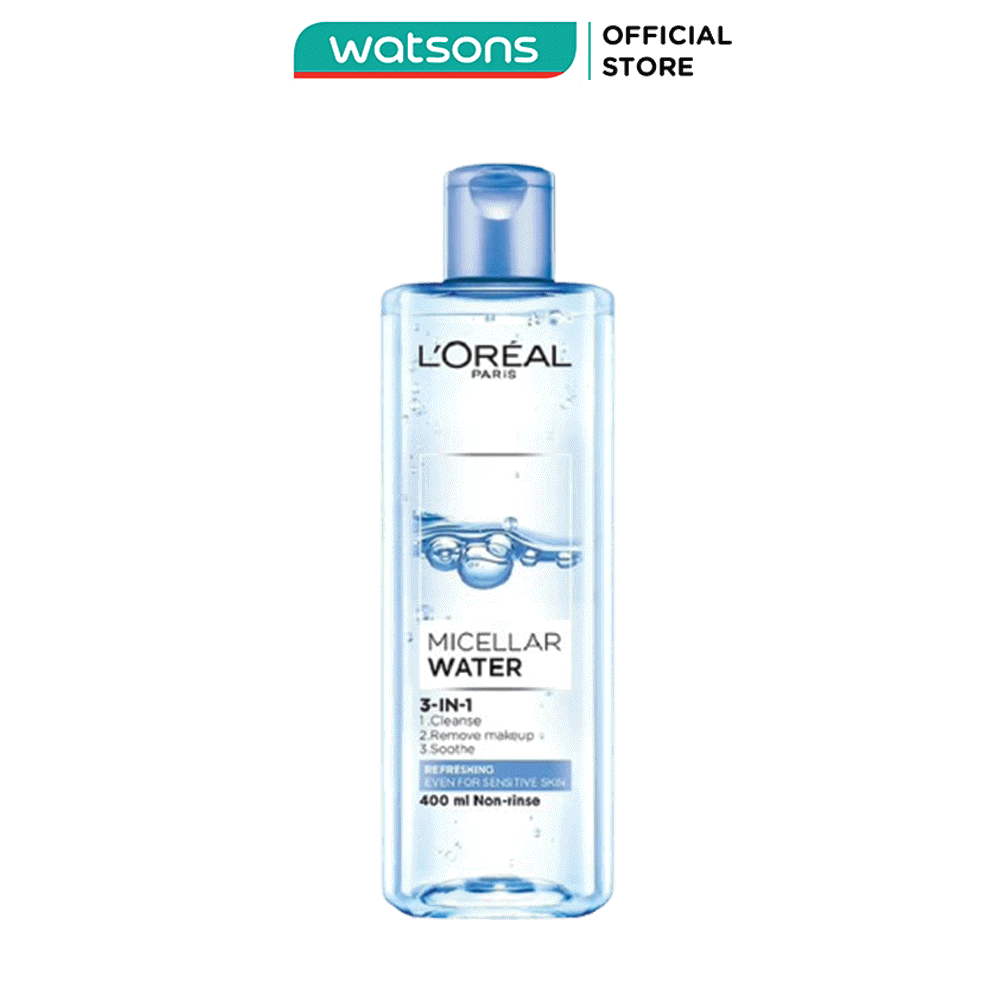 watsons
OFFICIAL
STORE
L'ORÉAL
PARIS
MICELLAR
WATER
3-IN-1
1.Cleanse
2.Remove makeup
3.Soothe
REFRESHING
EVEN FOR SENSITIVE SKIN
400 ml Non-rinse